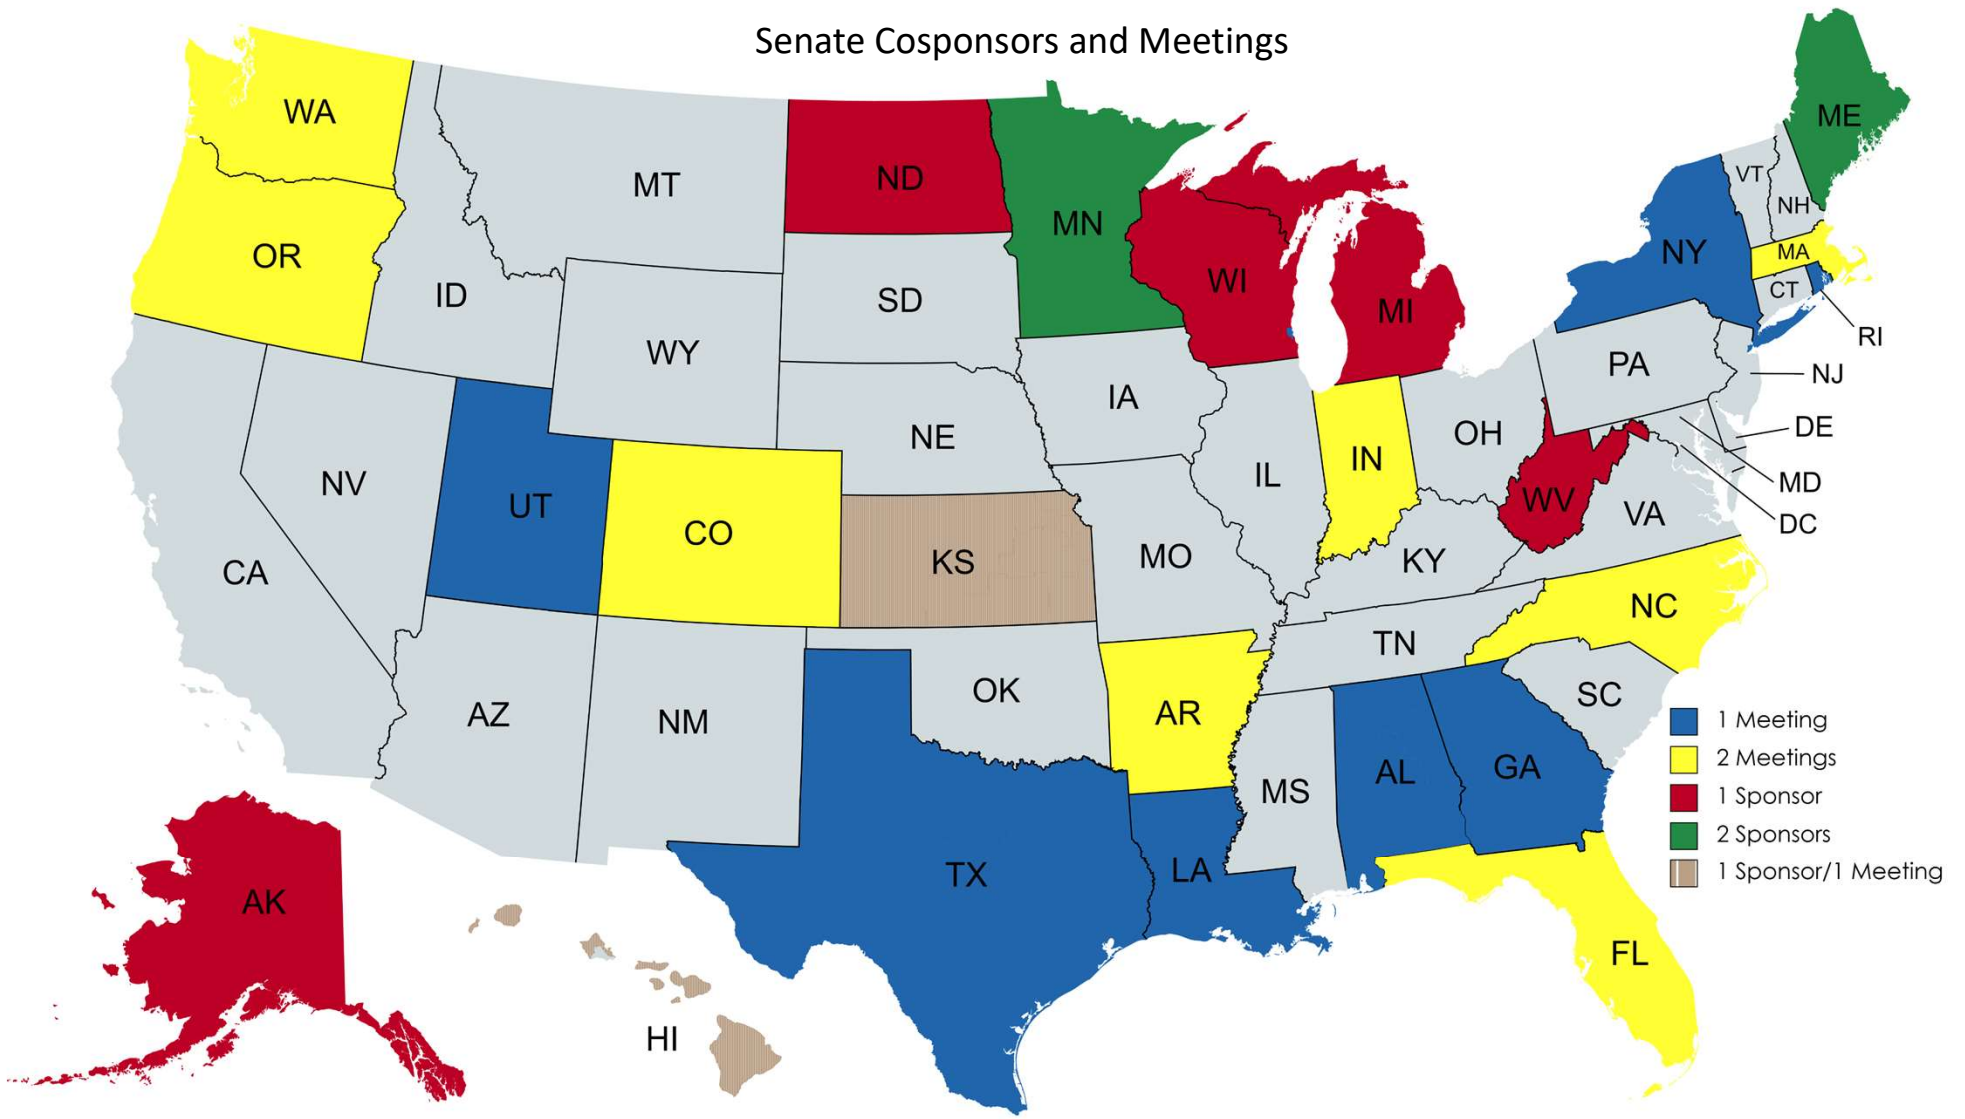 Senate Cosponsors and Meetings
WA
MT
ND
MN
ME
VT
NH
OR
ID
SD
WI
MI
NY
MA
CT
RI
WY
IA
PA
NJ
NE
IL
IN
OH
DE
MD
DC
NV
UT
CO
KS
MO
KY
WV
VA
CA
NC
TN
AZ
NM
OK
AR
SC
MS
AL
GA
1 Meeting
2 Meetings
1 Sponsor
2 Sponsors
1 Sponsor/1 Meeting
AK
TX
LA
FL
HI